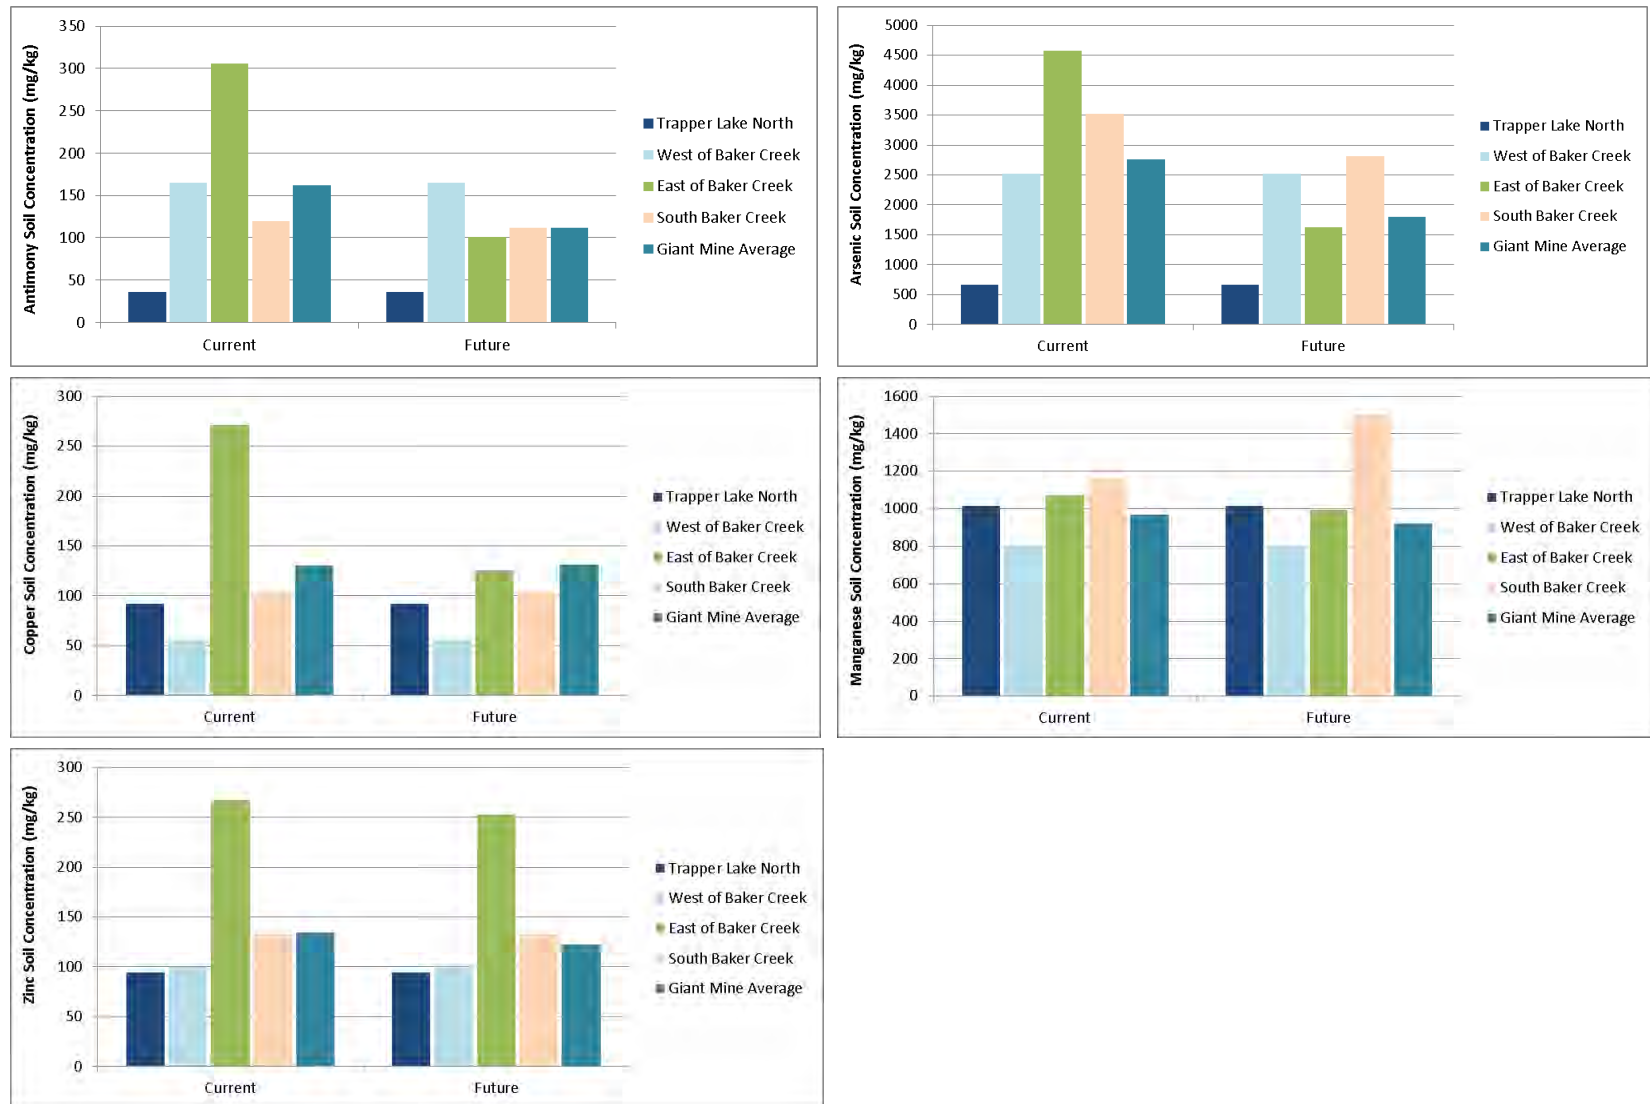 Antimony Soil Concentration (mg/kg)
350
300
250
200
150
100
50
0
Current
Future
Trapper Lake North
West of Baker Creek
East of Baker Creek
South Baker Creek
Giant Mine Average
Arsenic Soil Concentration (mg/kg)
5000
4500
4000
3500
3000
2500
2000
1500
1000
500
0
Current
Future
Trapper Lake North
West of Baker Creek
East of Baker Creek
South Baker Creek
Giant Mine Average
Copper Soil Concentration (mg/kg)
300
250
200
150
100
50
0
Current
Future
Trapper Lake North
West of Baker Creek
East of Baker Creek
South Baker Creek
Giant Mine Average
Manganese Soil Concentration (mg/kg)
1600
1400
1200
1000
800
600
400
200
0
Current
Future
Trapper Lake North
West of Baker Creek
East of Baker Creek
South Baker Creek
Giant Mine Average
Zinc Soil Concentration (mg/kg)
300
250
200
150
100
50
0
Current
Future
Trapper Lake North
West of Baker Creek
East of Baker Creek
South Baker Creek
Giant Mine Average